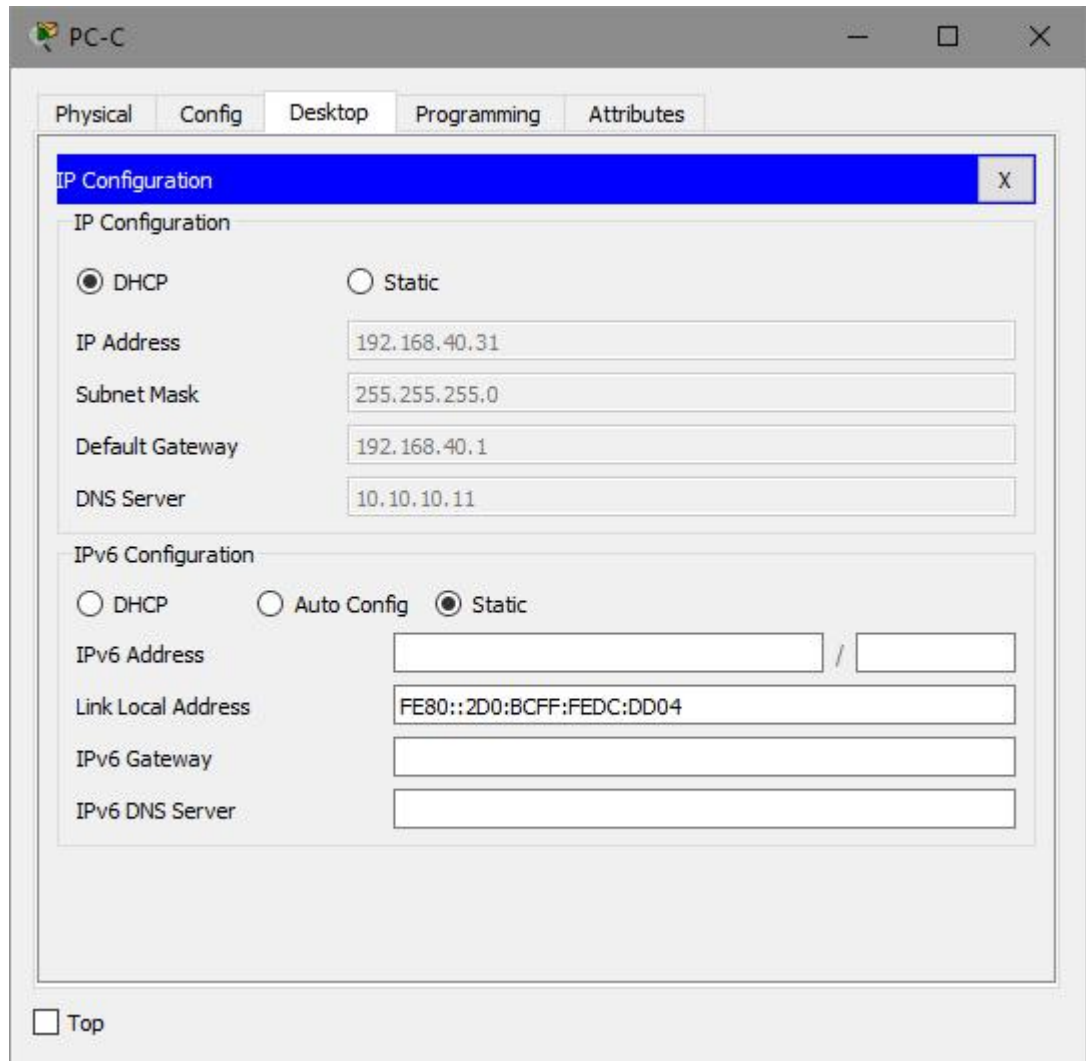 PC-C
Physical Config Desktop Programming Attributes
IP Configuration X
IP Configuration
DHCP Static
IP Address 192.168.40.31
Subnet Mask 255.255.255.0
Default Gateway 192.168.40.1
DNS Server 10.10.10.11
IPv6 Configuration
DHCP Auto Config Static
IPv6 Address /
Link Local Address FE80::2D0:BCFF:FEDC:DD04
IPv6 Gateway
IPv6 DNS Server
Top